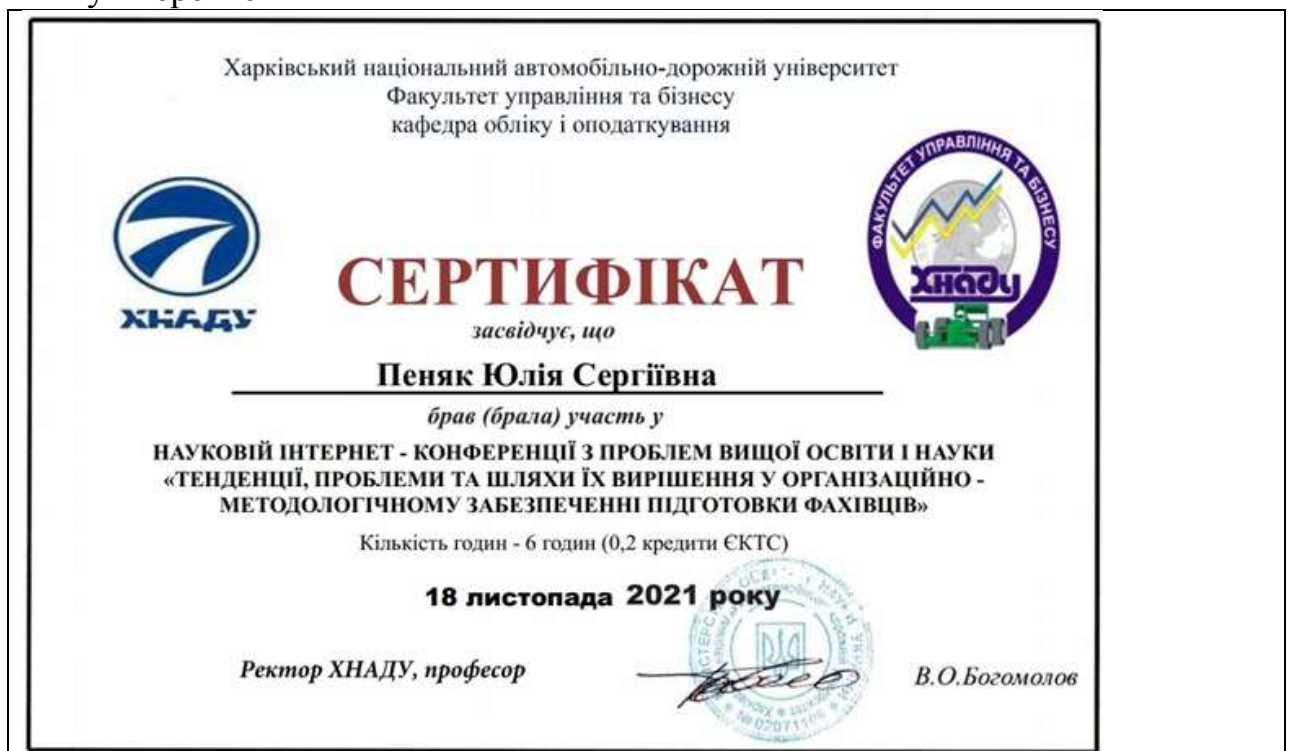 Харківський національний автомобільно-дорожній університет
Факультет управління та бізнесу
кафедра обліку і оподаткування
ФАКУЛЬТЕТ УПРАВЛІННЯ ТА БІЗНЕСУ
ХНАДУ
ХНАДУ
СЕРТИФІКАТ
засвідчує, що
Пеняк Юлія Сергіївна
брав (брала) участь у
НАУКОВІЙ ІНТЕРНЕТ - КОНФЕРЕНЦІЇ З ПРОБЛЕМ ВИЩОЇ ОСВІТИ І НАУКИ
«ТЕНДЕНЦІЇ, ПРОБЛЕМИ ТА ШЛЯХИ ЇХ ВИРІШЕННЯ У ОРГАНІЗАЦІЙНО -
МЕТОДОЛОГІЧНОМУ ЗАБЕЗПЕЧЕННІ ПІДГОТОВКИ ФАХІВЦІВ»
Кількість годин - 6 годин (0,2 кредити ЄКТС)
18 листопада 2021 року
Ректор ХНАДУ, професор
В.О.Богомолов